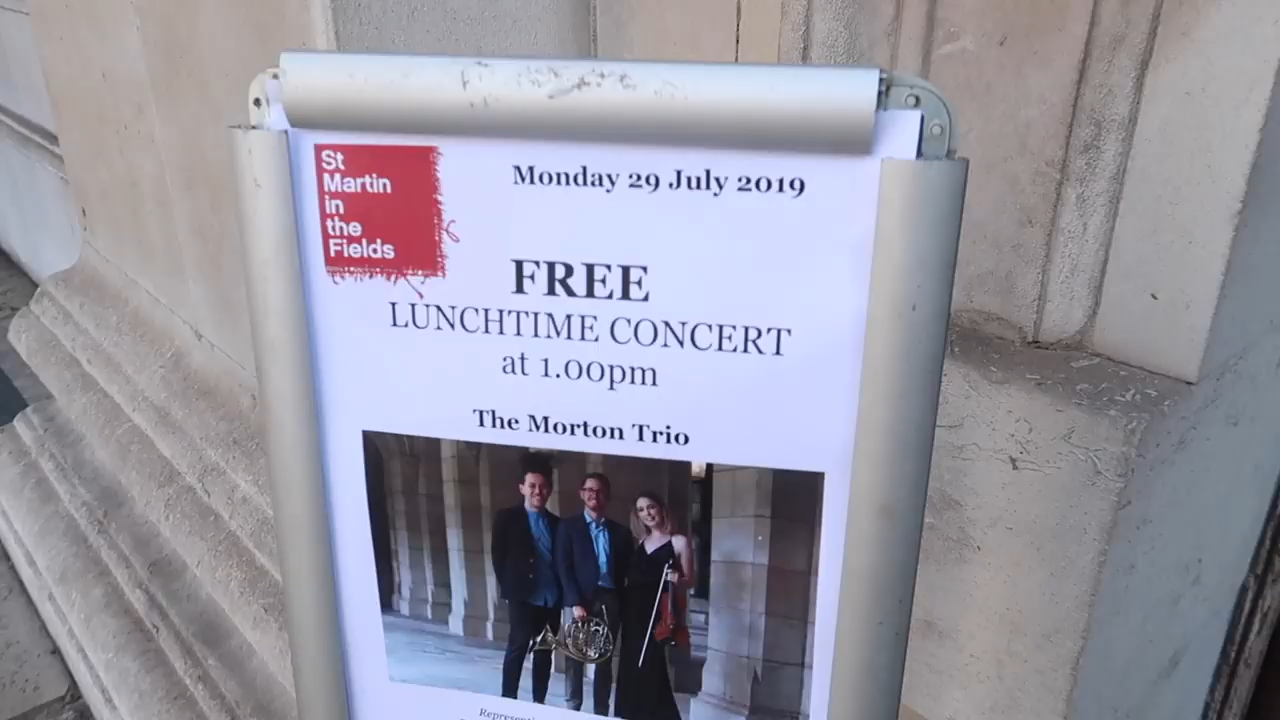 St
Martin
in
the
Fields
Monday 29 July 2019
FREE
LUNCHTIME CONCERT
at 1.00pm
The Morton Trio